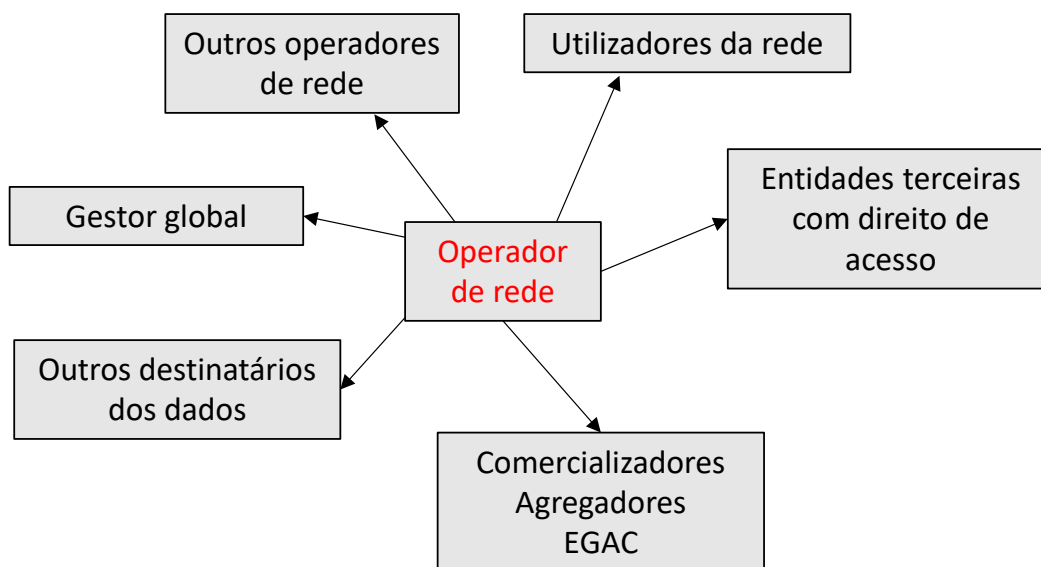 Outros operadores
de rede
Utilizadores da rede
Entidades terceiras
com direito de
acesso
Gestor global
Operador
de rede
Outros destinatários
dos dados
Comercializadores
Agregadores
EGAC